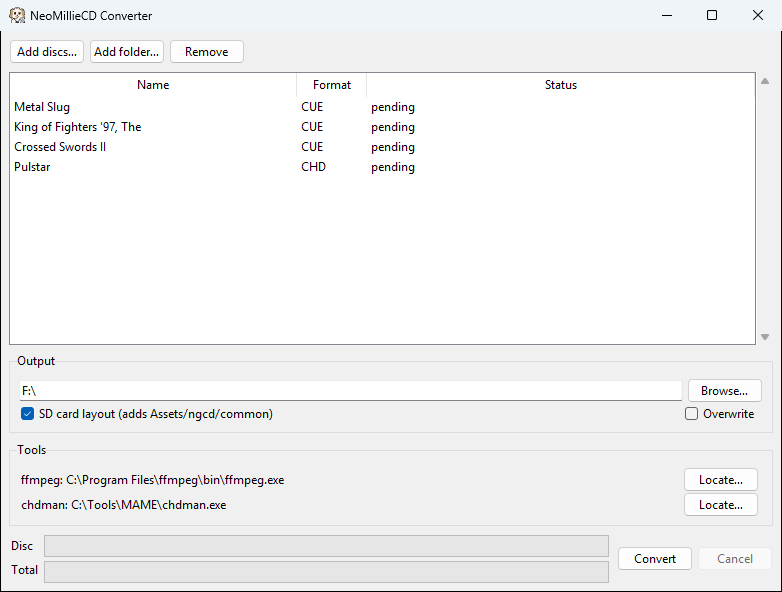 NeoMillieCD Converter
Add discs... Add folder... Remove
Name Format Status
Metal Slug CUE pending
King of Fighters '97, The CUE pending
Crossed Swords II CUE pending
Pulstar CHD pending
Output
F:\ Browse...
SD card layout (adds Assets/ngcd/common) Overwrite
Tools
ffmpeg: C:\Program Files\ffmpeg\bin\ffmpeg.exe Locate...
chdman: C:\Tools\MAME\chdman.exe Locate...
Disc
Convert Cancel
Total